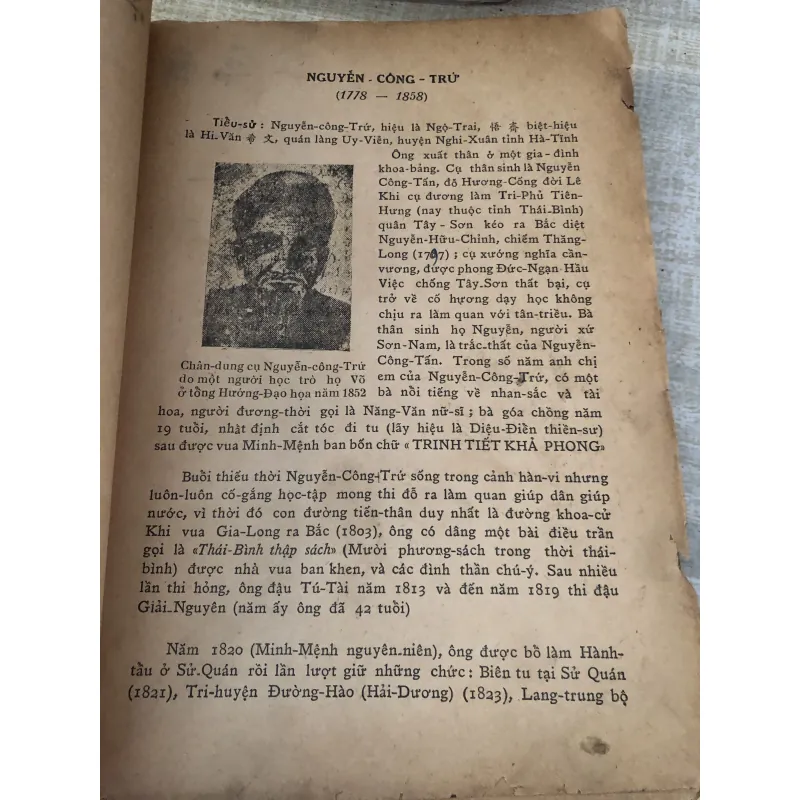 NGUYỄN - CÔNG - TRỨ
(1778 — 1858)
Tiểu-sử : Nguyễn-công-Trứ, hiệu là Ngộ-Trai, 悟 齋 biệt-hiệu
là Hi-Văn 希 文, quán làng Uy-Viễn, huyện Nghi-Xuân tỉnh Hà-Tĩnh
Ông xuất thân ở một gia-đình
khoa-bảng. Cụ thân sinh là Nguyễn
Công-Tấn, đỗ Hương-Cống đời Lê
Khi cụ đương làm Tri-Phủ Tiên-
Hưng (nay thuộc tỉnh Thái-Bình)
quân Tây-Sơn kéo ra Bắc diệt
Nguyễn-Hữu-Chỉnh, chiếm Thăng-
Long (1797) ; cụ xướng nghĩa cần-
vương, được phong Đức-Ngạn Hầu
Việc chống Tây-Sơn thất bại, cụ
trở về cố hương dạy học không
chịu ra làm quan với tân-triều. Bà
thân sinh họ Nguyễn, người xứ
Sơn-Nam, là trắc-thất của Nguyễn-
Công-Tấn. Trong số năm anh chị
em của Nguyễn-Công-Trứ, có một
bà nổi tiếng về nhan-sắc và tài
Chân-dung cụ Nguyễn-công-Trứ
do một người học trò họ Võ
ở tổng Hướng-Đạo họa năm 1852
hoa, người đương-thời gọi là Năng-Văn nữ-sĩ ; bà góa chồng năm
19 tuổi, nhật định cắt tóc đi tu (lấy hiệu là Diệu-Điền thiền-sư)
sau được vua Minh-Mệnh ban bốn chữ « TRINH TIẾT KHẢ PHONG»
Buổi thiếu thời Nguyễn-Công-Trứ sống trong cảnh hàn-vi nhưng
luôn-luôn cố-gắng học-tập mong thi đỗ ra làm quan giúp dân giúp
nước, vì thời đó con đường tiến-thân duy nhất là đường khoa-cử
Khi vua Gia-Long ra Bắc (1803), ông có dâng một bài điều trần
gọi là «Thái-Bình thập sách» (Mười phương-sách trong thời thái-
bình) được nhà vua ban khen, và các đình thần chú-ý. Sau nhiều
lần thi hỏng, ông đậu Tú-Tài năm 1813 và đến năm 1819 thi đậu
Giải-Nguyên (năm ấy ông đã 42 tuổi)
Năm 1820 (Minh-Mệnh nguyên-niên), ông được bổ làm Hành-
tẩu ở Sử-Quán rồi lần lượt giữ những chức : Biên tu tại Sử Quán
(1821), Tri-huyện Đường-Hào (Hải-Dương) (1823), Lang-trung bộ